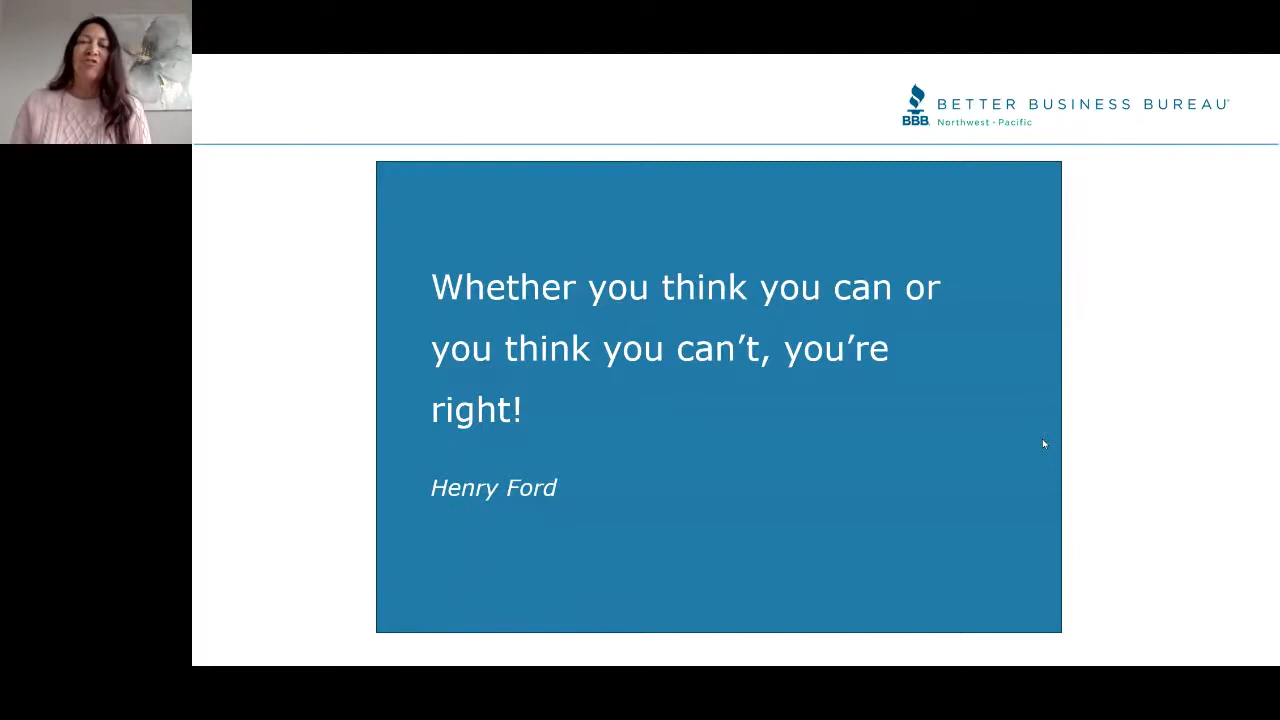 BETTER BUSINESS BUREAU
BBB Northwest + Pacific
Whether you think you can or
you think you can’t, you’re
right!
Henry Ford